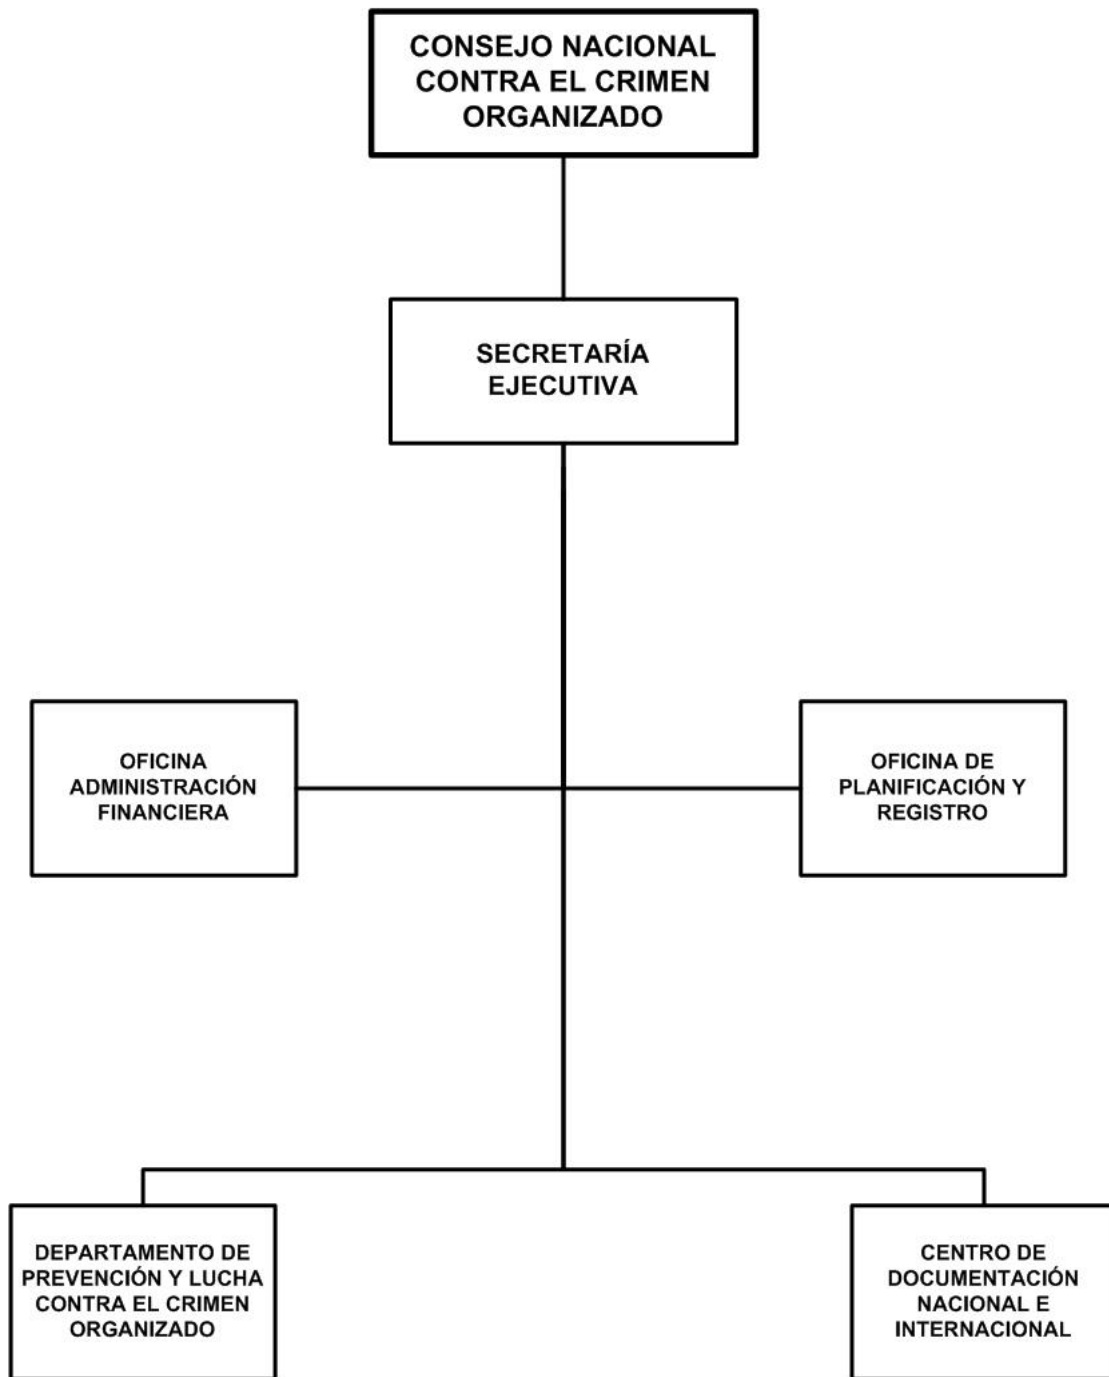 CONSEJO NACIONAL
CONTRA EL CRIMEN
ORGANIZADO
SECRETARÍA
EJECUTIVA
OFICINA
ADMINISTRACIÓN
FINANCIERA
OFICINA DE
PLANIFICACIÓN Y
REGISTRO
DEPARTAMENTO DE
PREVENCIÓN Y LUCHA
CONTRA EL CRIMEN
ORGANIZADO
CENTRO DE
DOCUMENTACIÓN
NACIONAL E
INTERNACIONAL